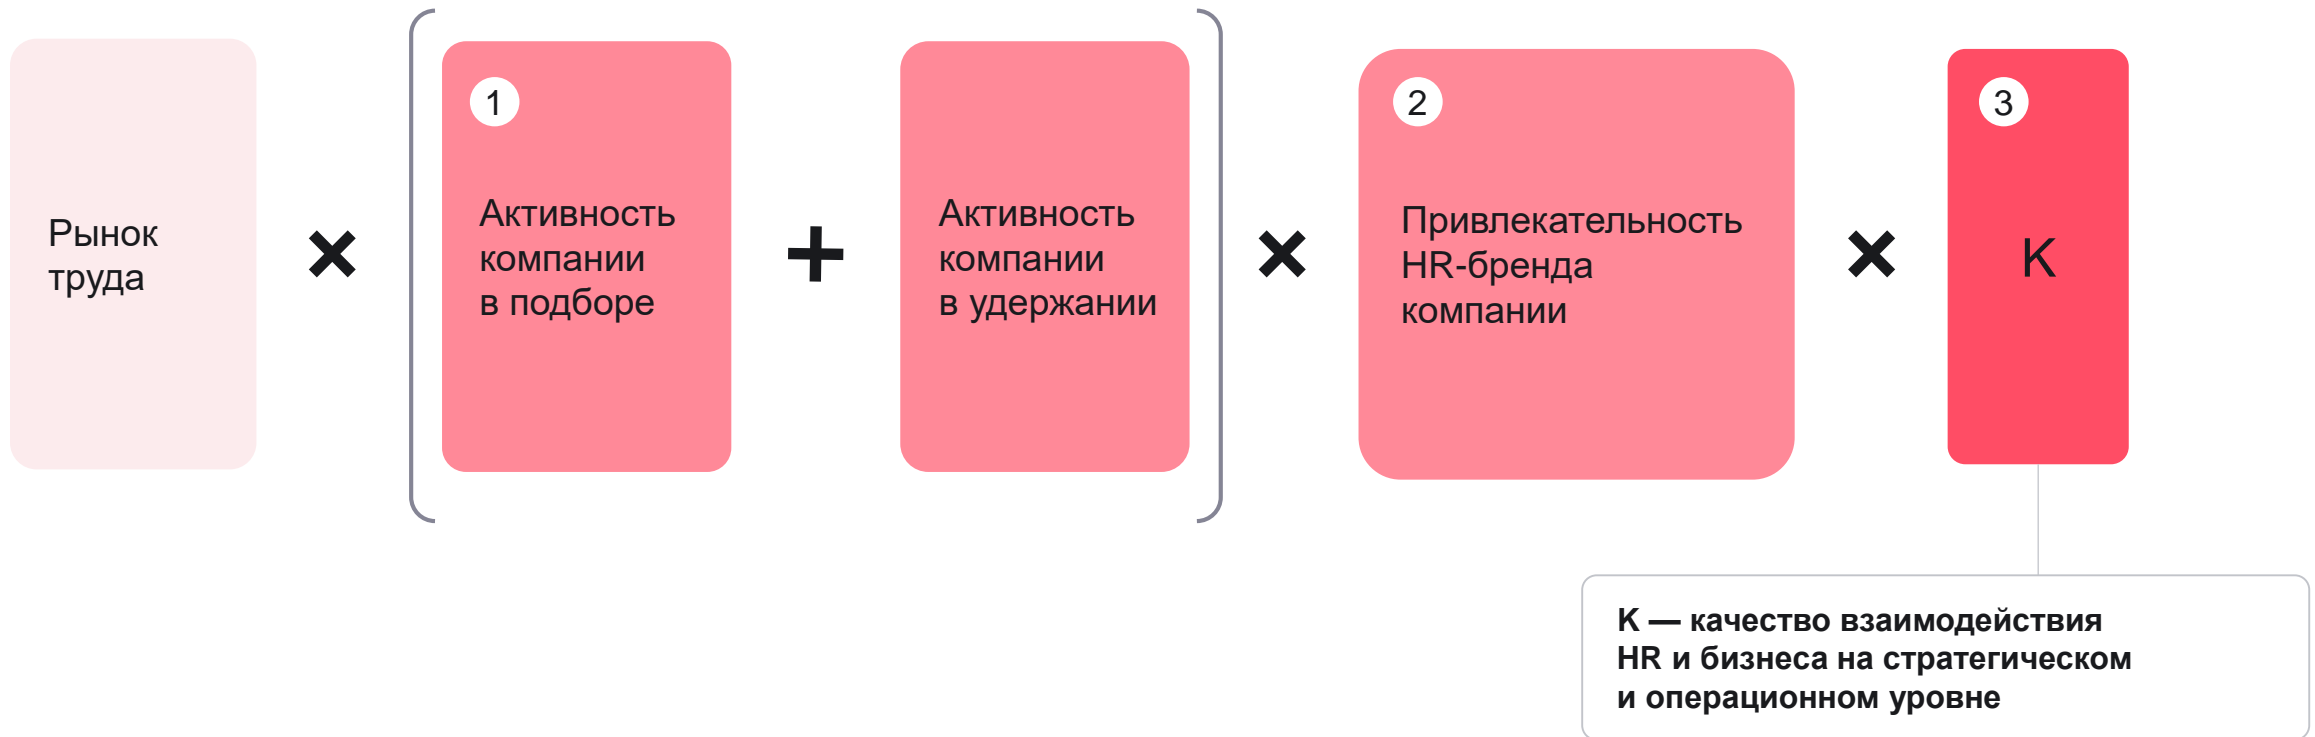 Рынок
труда
1
Активность
компании
в подборе
+
Активность
компании
в удержании
2
Привлекательность
HR-бренда
компании
3
K
K — качество взаимодействия
HR и бизнеса на стратегическом
и операционном уровне